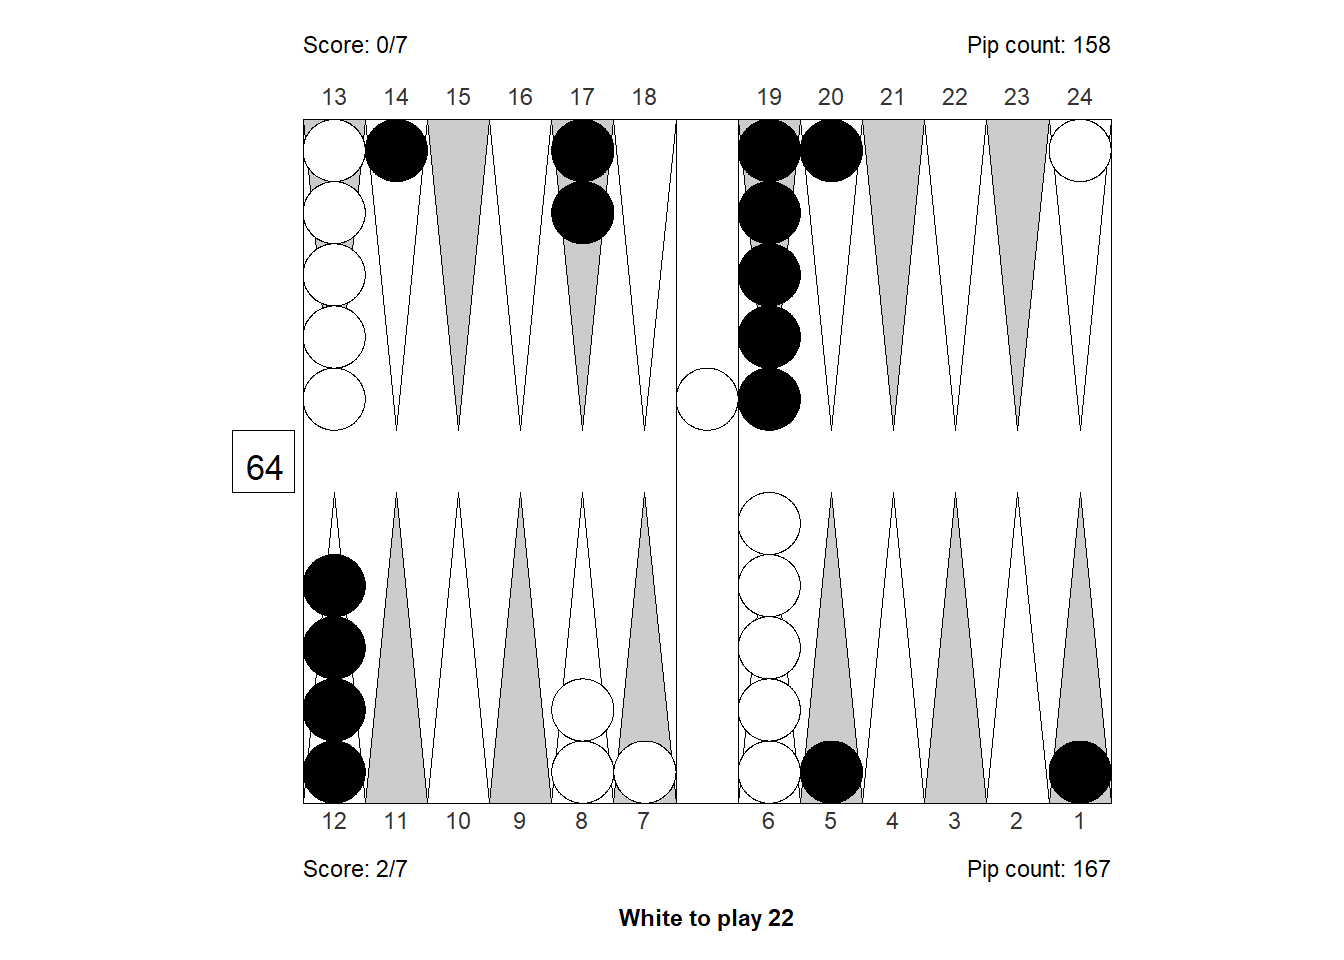 Score: 0/7 Pip count: 158
13 14 15 16 17 18 19 20 21 22 23 24
64
12 11 10 9 8 7 6 5 4 3 2 1
Score: 2/7 Pip count: 167
White to play 22